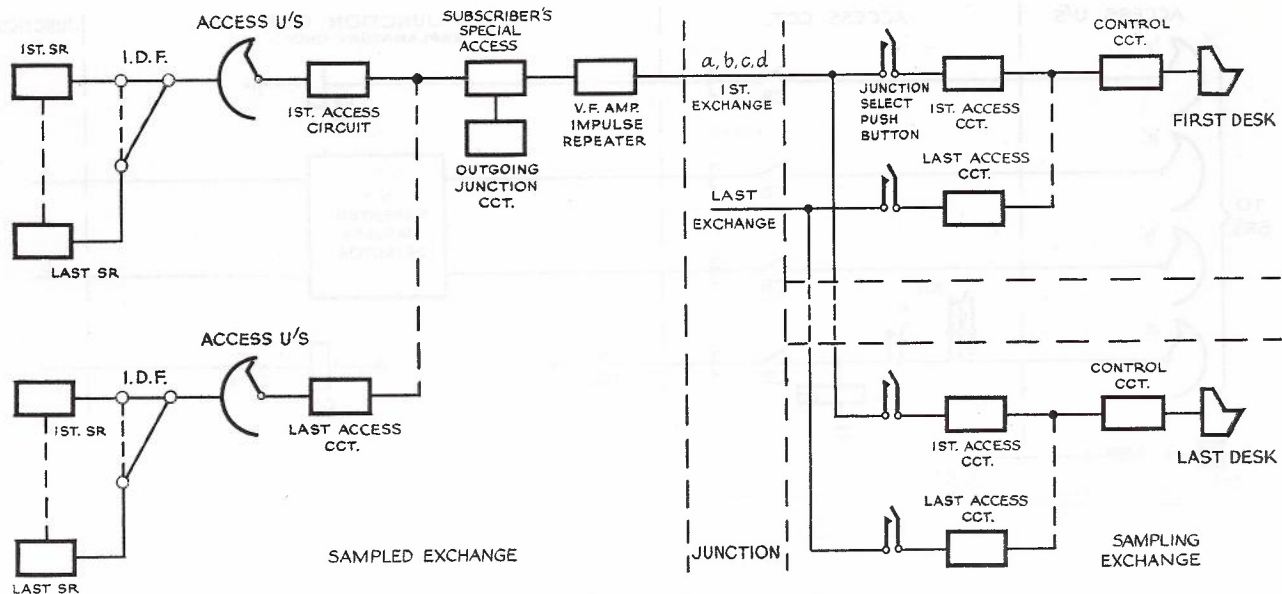 ACCESS U'S
1ST. SR
I.D.F.
LAST SR
1ST. ACCESS
CIRCUIT
SUBSCRIBER'S
SPECIAL
ACCESS
OUTGOING
JUNCTION
CCT.
V.F. AMP.
IMPULSE
REPEATER
a, b, c, d
1ST.
EXCHANGE
LAST
EXCHANGE
JUNCTION
SELECT
PUSH
BUTTON
1ST. ACCESS
CCT.
CONTROL
CCT.
FIRST DESK
LAST ACCESS
CCT.
ACCESS U'S
1ST. SR
I.D.F.
LAST SR
LAST ACCESS
CCT.
SAMPLED EXCHANGE
JUNCTION
1ST. ACCESS
CCT.
CONTROL
CCT.
LAST DESK
LAST ACCESS
CCT.
SAMPLING
EXCHANGE